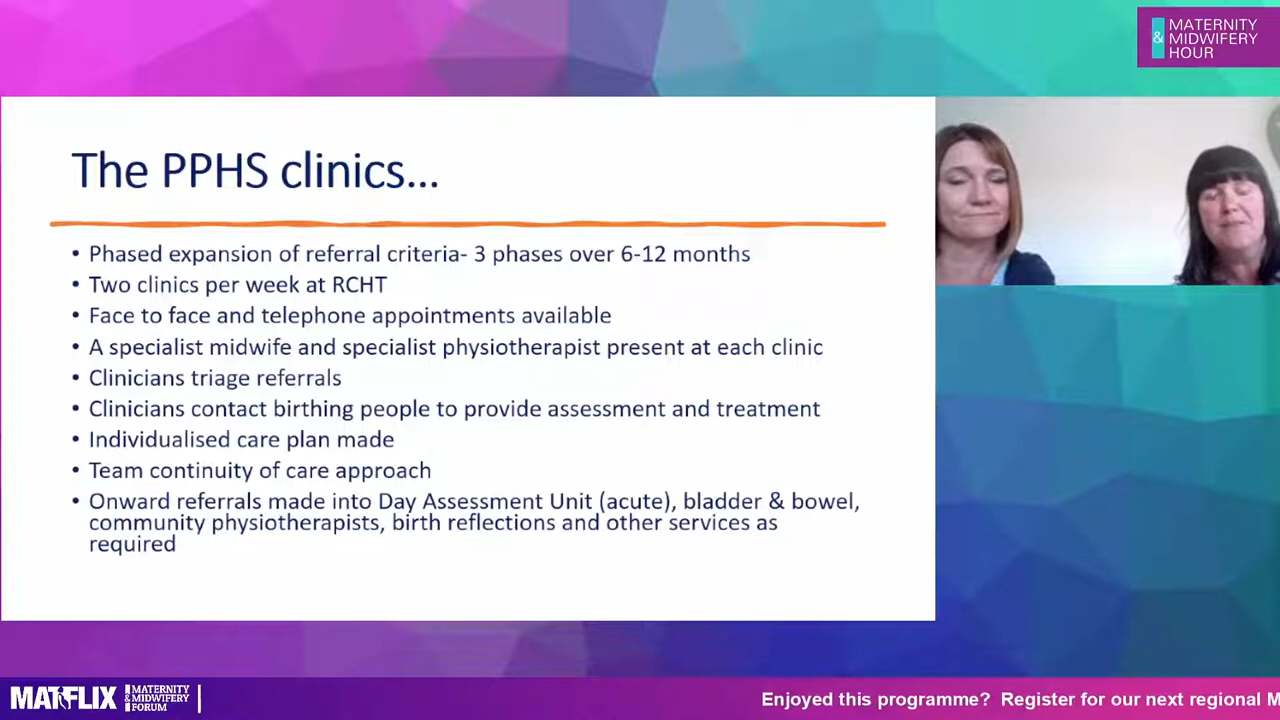 MATERNITY
& MIDWIFERY
HOUR
The PPHS clinics...
• Phased expansion of referral criteria- 3 phases over 6-12 months
• Two clinics per week at RCHT
• Face to face and telephone appointments available
• A specialist midwife and specialist physiotherapist present at each clinic
• Clinicians triage referrals
• Clinicians contact birthing people to provide assessment and treatment
• Individualised care plan made
• Team continuity of care approach
• Onward referrals made into Day Assessment Unit (acute), bladder & bowel,
community physiotherapists, birth reflections and other services as
required
MATFLIX
MATERNITY
& MIDWIFERY
FORUM
Enjoyed this programme? Register for our next regional M